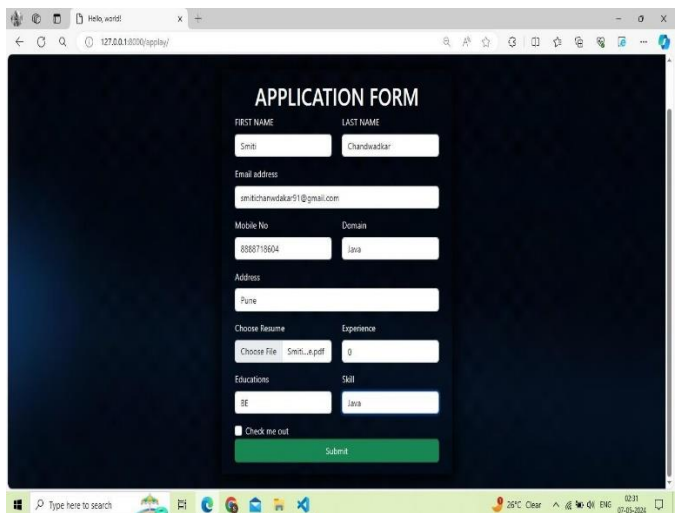 Hello, world!
127.0.0.1:8000/applay/
APPLICATION FORM
FIRST NAME LAST NAME
Smiti Chandwadkar
Email address
smitichanwdakar91@gmail.com
Mobile No Domain
8888718604 Java
Address
Pune
Choose Resume Experience
Choose File Smiti...e.pdf 0
Educations Skill
BE Java
Check me out
Submit
Type here to search 26°C Clear ENG 02:31
07-05-2024